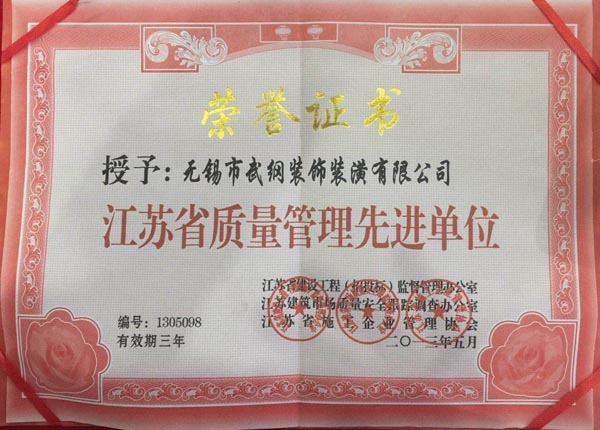 荣誉证书
授予：无锡市武纲装饰装潢有限公司
江苏省质量管理先进单位
江苏省建设工程（招投标）监督管理办公室
江苏建筑市场质量安全跟踪调查办公室
江苏省施工企业管理协会
编号：1305098
有效期三年
二〇一三年五月